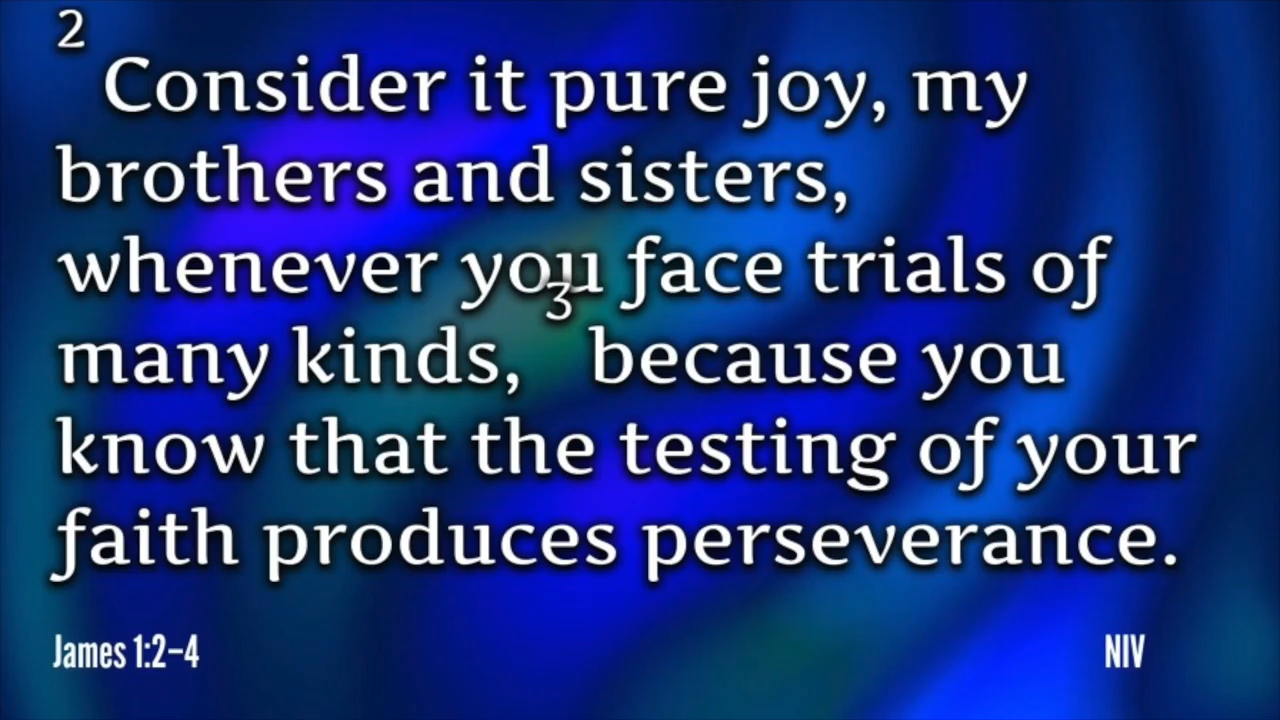 2 Consider it pure joy, my
brothers and sisters,
whenever you face trials of
many kinds, 3 because you
know that the testing of your
faith produces perseverance.
James 1:2–4 NIV